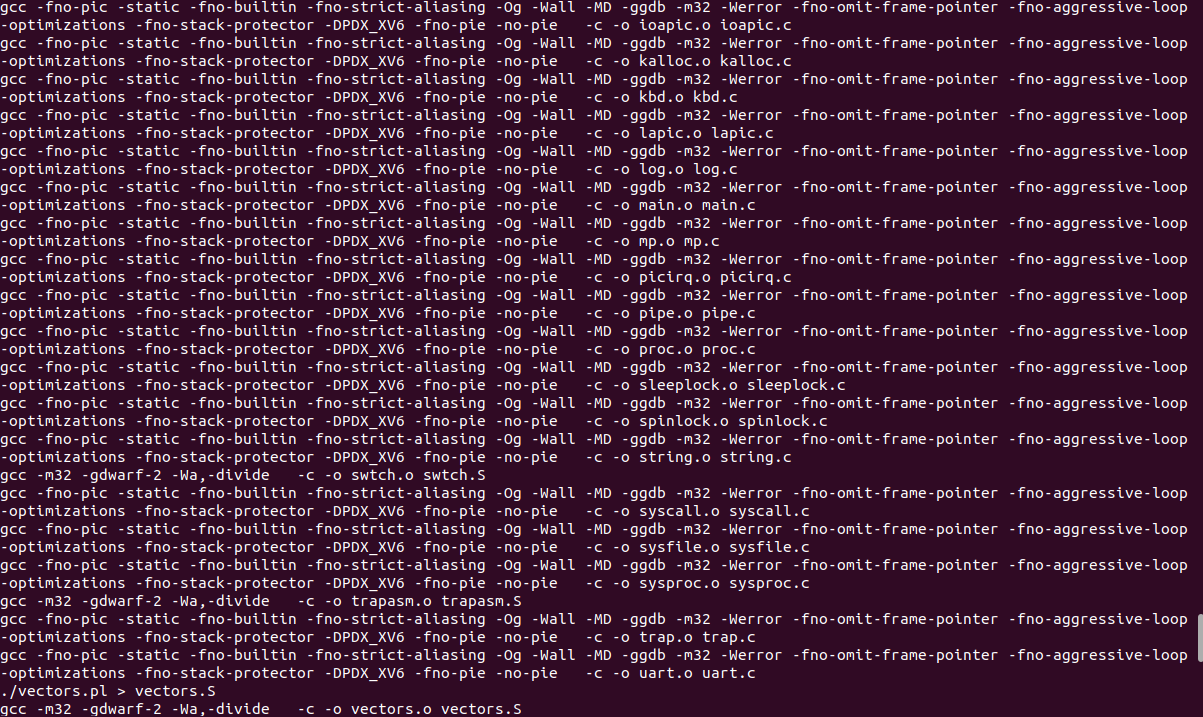 gcc -fno-pic -static -fno-builtin -fno-strict-aliasing -Og -Wall -MD -ggdb -m32 -Werror -fno-omit-frame-pointer -fno-aggressive-loop
-optimizations -fno-stack-protector -DPDX_XV6 -fno-pie -no-pie   -c -o ioapic.o ioapic.c
gcc -fno-pic -static -fno-builtin -fno-strict-aliasing -Og -Wall -MD -ggdb -m32 -Werror -fno-omit-frame-pointer -fno-aggressive-loop
-optimizations -fno-stack-protector -DPDX_XV6 -fno-pie -no-pie   -c -o kalloc.o kalloc.c
gcc -fno-pic -static -fno-builtin -fno-strict-aliasing -Og -Wall -MD -ggdb -m32 -Werror -fno-omit-frame-pointer -fno-aggressive-loop
-optimizations -fno-stack-protector -DPDX_XV6 -fno-pie -no-pie   -c -o kbd.o kbd.c
gcc -fno-pic -static -fno-builtin -fno-strict-aliasing -Og -Wall -MD -ggdb -m32 -Werror -fno-omit-frame-pointer -fno-aggressive-loop
-optimizations -fno-stack-protector -DPDX_XV6 -fno-pie -no-pie   -c -o lapic.o lapic.c
gcc -fno-pic -static -fno-builtin -fno-strict-aliasing -Og -Wall -MD -ggdb -m32 -Werror -fno-omit-frame-pointer -fno-aggressive-loop
-optimizations -fno-stack-protector -DPDX_XV6 -fno-pie -no-pie   -c -o log.o log.c
gcc -fno-pic -static -fno-builtin -fno-strict-aliasing -Og -Wall -MD -ggdb -m32 -Werror -fno-omit-frame-pointer -fno-aggressive-loop
-optimizations -fno-stack-protector -DPDX_XV6 -fno-pie -no-pie   -c -o main.o main.c
gcc -fno-pic -static -fno-builtin -fno-strict-aliasing -Og -Wall -MD -ggdb -m32 -Werror -fno-omit-frame-pointer -fno-aggressive-loop
-optimizations -fno-stack-protector -DPDX_XV6 -fno-pie -no-pie   -c -o mp.o mp.c
gcc -fno-pic -static -fno-builtin -fno-strict-aliasing -Og -Wall -MD -ggdb -m32 -Werror -fno-omit-frame-pointer -fno-aggressive-loop
-optimizations -fno-stack-protector -DPDX_XV6 -fno-pie -no-pie   -c -o picirq.o picirq.c
gcc -fno-pic -static -fno-builtin -fno-strict-aliasing -Og -Wall -MD -ggdb -m32 -Werror -fno-omit-frame-pointer -fno-aggressive-loop
-optimizations -fno-stack-protector -DPDX_XV6 -fno-pie -no-pie   -c -o pipe.o pipe.c
gcc -fno-pic -static -fno-builtin -fno-strict-aliasing -Og -Wall -MD -ggdb -m32 -Werror -fno-omit-frame-pointer -fno-aggressive-loop
-optimizations -fno-stack-protector -DPDX_XV6 -fno-pie -no-pie   -c -o proc.o proc.c
gcc -fno-pic -static -fno-builtin -fno-strict-aliasing -Og -Wall -MD -ggdb -m32 -Werror -fno-omit-frame-pointer -fno-aggressive-loop
-optimizations -fno-stack-protector -DPDX_XV6 -fno-pie -no-pie   -c -o sleeplock.o sleeplock.c
gcc -fno-pic -static -fno-builtin -fno-strict-aliasing -Og -Wall -MD -ggdb -m32 -Werror -fno-omit-frame-pointer -fno-aggressive-loop
-optimizations -fno-stack-protector -DPDX_XV6 -fno-pie -no-pie   -c -o spinlock.o spinlock.c
gcc -fno-pic -static -fno-builtin -fno-strict-aliasing -Og -Wall -MD -ggdb -m32 -Werror -fno-omit-frame-pointer -fno-aggressive-loop
-optimizations -fno-stack-protector -DPDX_XV6 -fno-pie -no-pie   -c -o string.o string.c
gcc -m32 -gdwarf-2 -Wa,-divide   -c -o swtch.o swtch.S
gcc -fno-pic -static -fno-builtin -fno-strict-aliasing -Og -Wall -MD -ggdb -m32 -Werror -fno-omit-frame-pointer -fno-aggressive-loop
-optimizations -fno-stack-protector -DPDX_XV6 -fno-pie -no-pie   -c -o syscall.o syscall.c
gcc -fno-pic -static -fno-builtin -fno-strict-aliasing -Og -Wall -MD -ggdb -m32 -Werror -fno-omit-frame-pointer -fno-aggressive-loop
-optimizations -fno-stack-protector -DPDX_XV6 -fno-pie -no-pie   -c -o sysfile.o sysfile.c
gcc -fno-pic -static -fno-builtin -fno-strict-aliasing -Og -Wall -MD -ggdb -m32 -Werror -fno-omit-frame-pointer -fno-aggressive-loop
-optimizations -fno-stack-protector -DPDX_XV6 -fno-pie -no-pie   -c -o sysproc.o sysproc.c
gcc -m32 -gdwarf-2 -Wa,-divide   -c -o trapasm.o trapasm.S
gcc -fno-pic -static -fno-builtin -fno-strict-aliasing -Og -Wall -MD -ggdb -m32 -Werror -fno-omit-frame-pointer -fno-aggressive-loop
-optimizations -fno-stack-protector -DPDX_XV6 -fno-pie -no-pie   -c -o trap.o trap.c
gcc -fno-pic -static -fno-builtin -fno-strict-aliasing -Og -Wall -MD -ggdb -m32 -Werror -fno-omit-frame-pointer -fno-aggressive-loop
-optimizations -fno-stack-protector -DPDX_XV6 -fno-pie -no-pie   -c -o uart.o uart.c
./vectors.pl > vectors.S
gcc -m32 -gdwarf-2 -Wa,-divide   -c -o vectors.o vectors.S